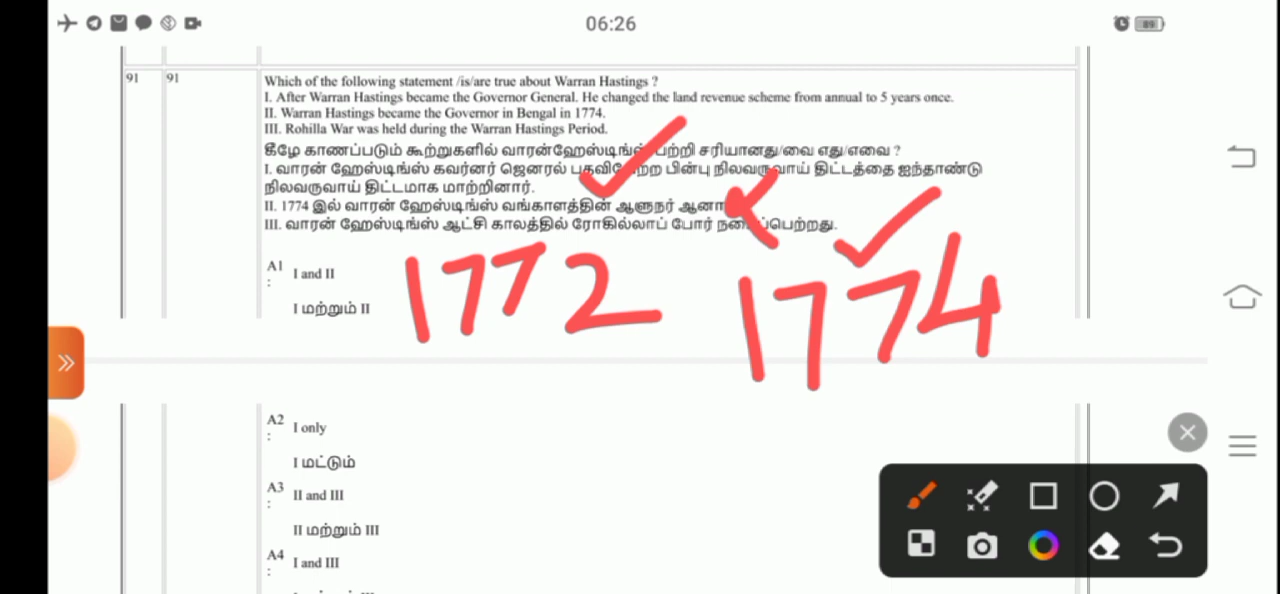 06:26
89
91 91 Which of the following statement /is/are true about Warran Hastings ?
I. After Warran Hastings became the Governor General. He changed the land revenue scheme from annual to 5 years once.
II. Warran Hastings became the Governor in Bengal in 1774.
III. Rohilla War was held during the Warran Hastings Period.
கீழே காணப்படும் கூற்றுகளில் வாரன்ஹேஸ்டிங்ஸ் பற்றி சரியானது/வை எது/எவை ?
I. வாரன் ஹேஸ்டிங்ஸ் கவர்னர் ஜெனரல் பின்பு நிலவருவாய் திட்டத்தை ஐந்தாண்டு
நிலவருவாய் திட்டமாக மாற்றினார்.
II. 1774 இல் வாரன் ஹேஸ்டிங்ஸ் வங்காளத்தின் ஆளுநர்
III. வாரன் ஹேஸ்டிங்ஸ் ஆட்சி காலத்தில் ரோகில்லாப் போர்
1772
1774
A1 : I and II
I மற்றும் II
A2 : I only
I மட்டும்
A3 : II and III
II மற்றும் III
A4 : I and III